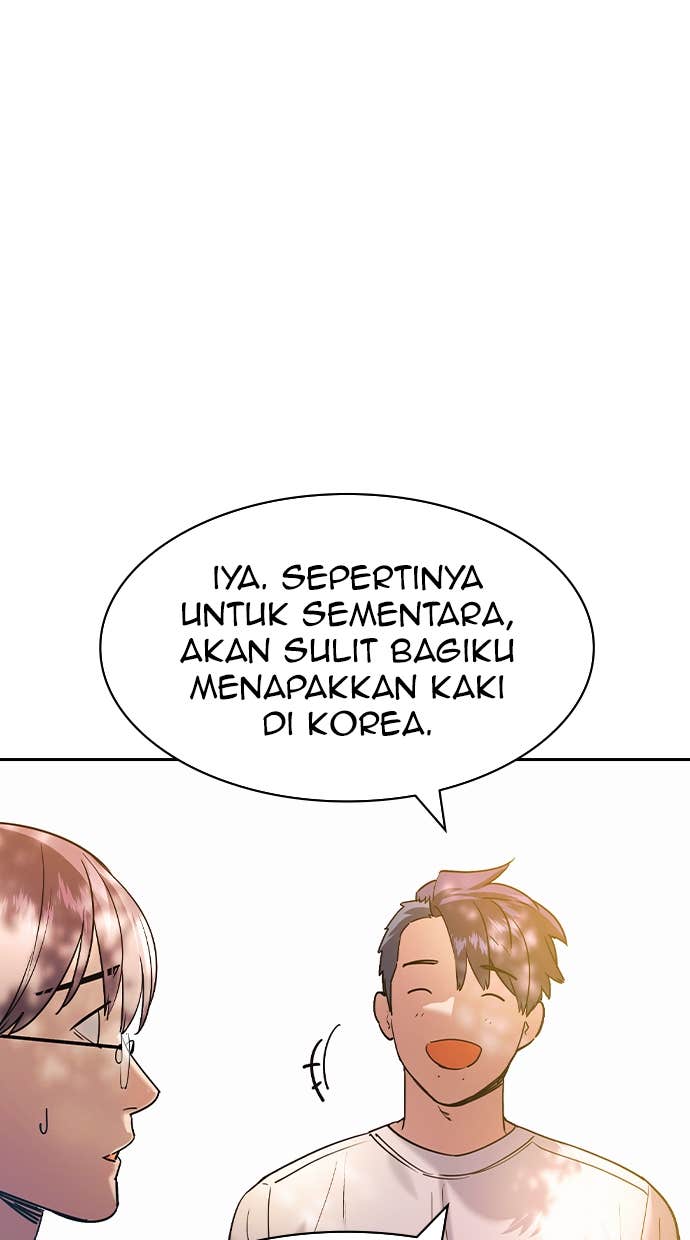 IYA. SEPERTINYA
UNTUK SEMENTARA,
AKAN SULIT BAGIKU
MENAPAKKAN KAKI
DI KOREA.